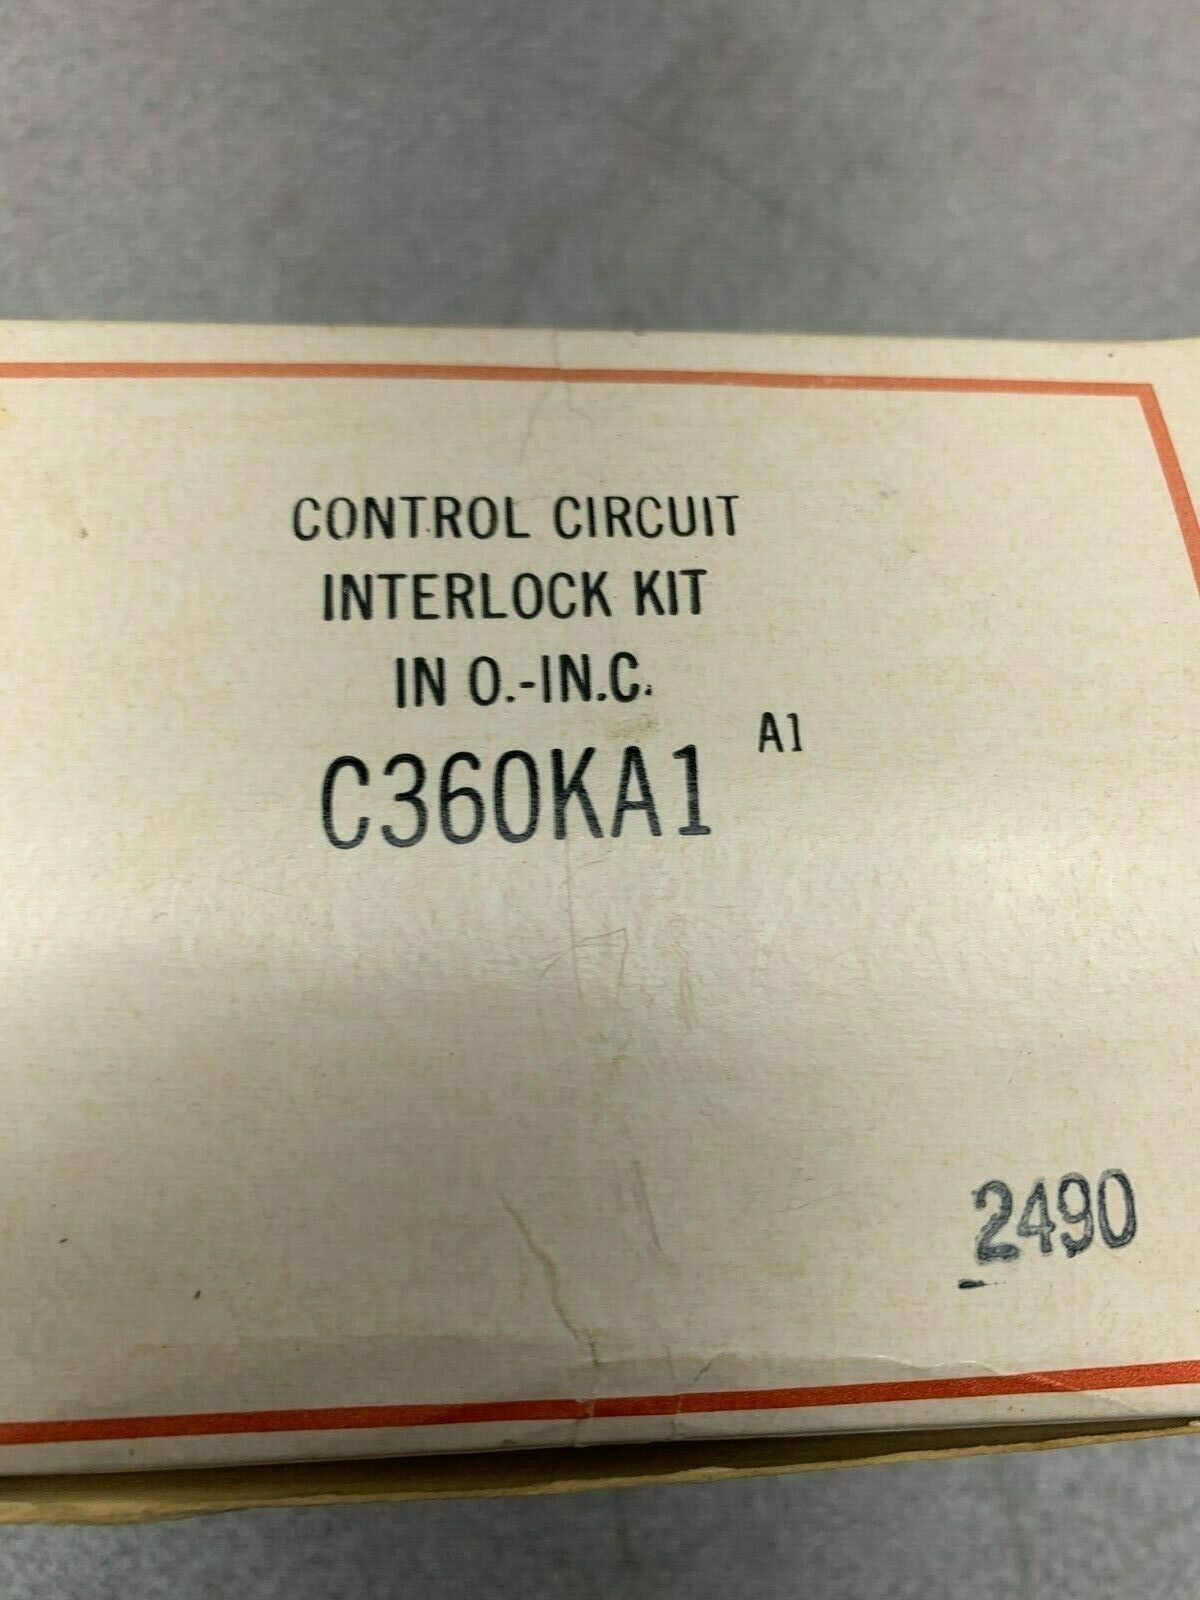 CONTROL CIRCUIT
INTERLOCK KIT
IN O.-IN.C.
C360KA1 A1
2490